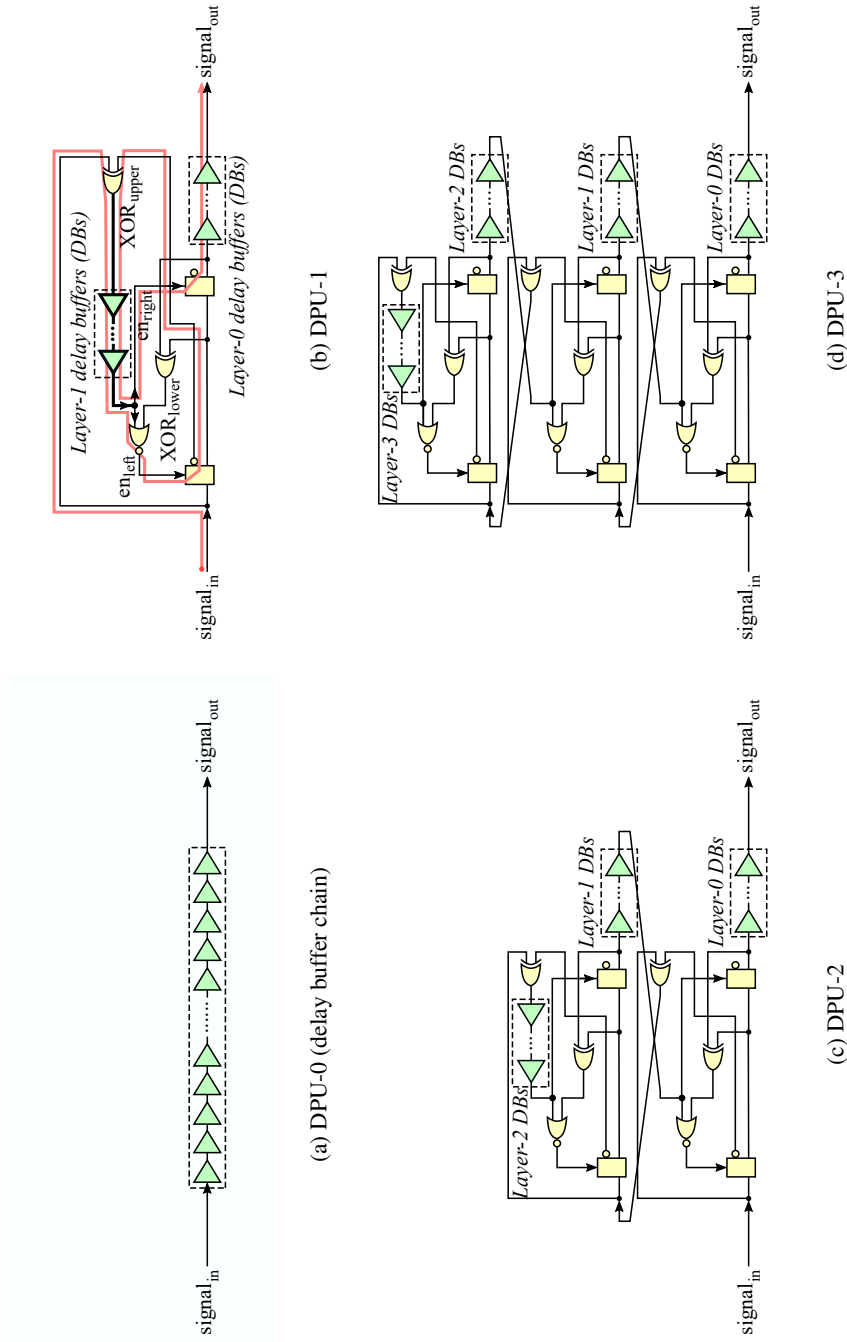 signal_in
signal_out
(a) DPU-0 (delay buffer chain)
Layer-1 delay buffers (DBs)
XOR_upper
en_left
XOR_lower
en_right
signal_in
signal_out
Layer-0 delay buffers (DBs)
(b) DPU-1
Layer-2 DBs
Layer-1 DBs
Layer-0 DBs
signal_in
signal_out
(c) DPU-2
Layer-3 DBs
Layer-2 DBs
Layer-1 DBs
Layer-0 DBs
signal_in
signal_out
(d) DPU-3